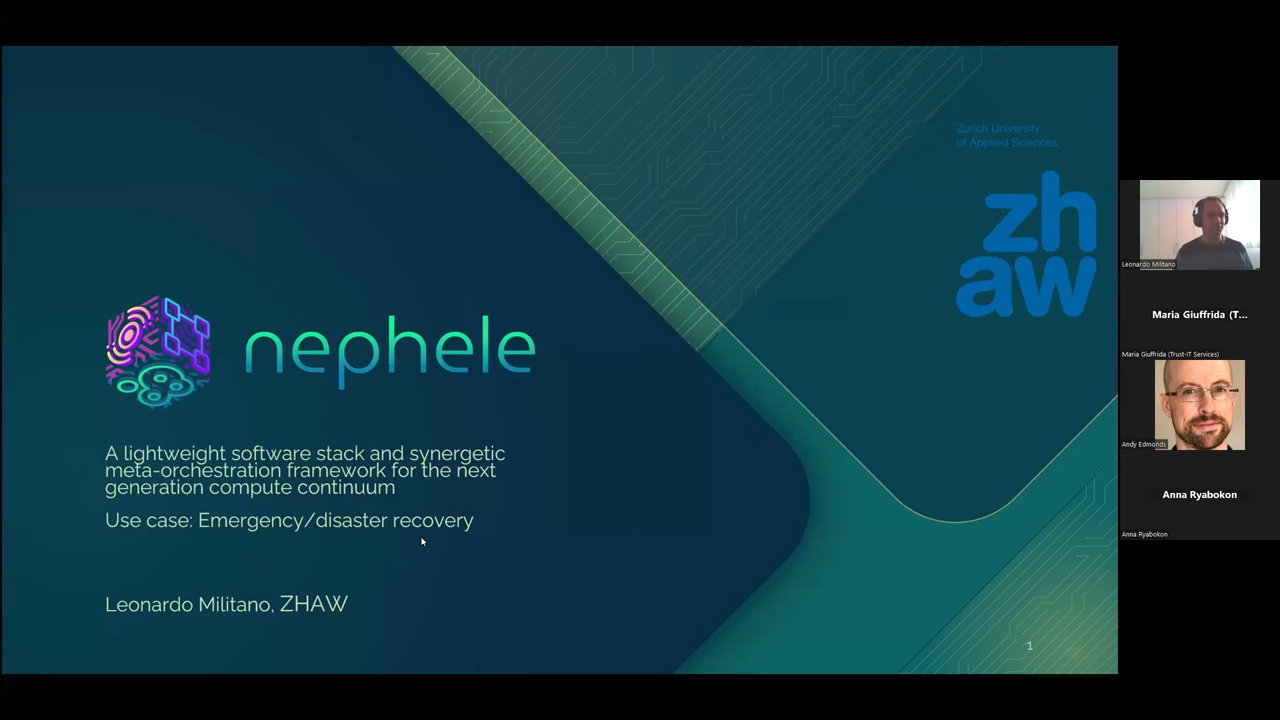 Zurich University
of Applied Sciences
zh
aw
nephele
A lightweight software stack and synergetic
meta-orchestration framework for the next
generation compute continuum
Use case: Emergency/disaster recovery
Leonardo Militano, ZHAW
1
Leonardo Militano
Maria Giuffrida (T...
Maria Giuffrida (Trust-IT Services)
Andy Edmonds
Anna Ryabokon
Anna Ryabokon